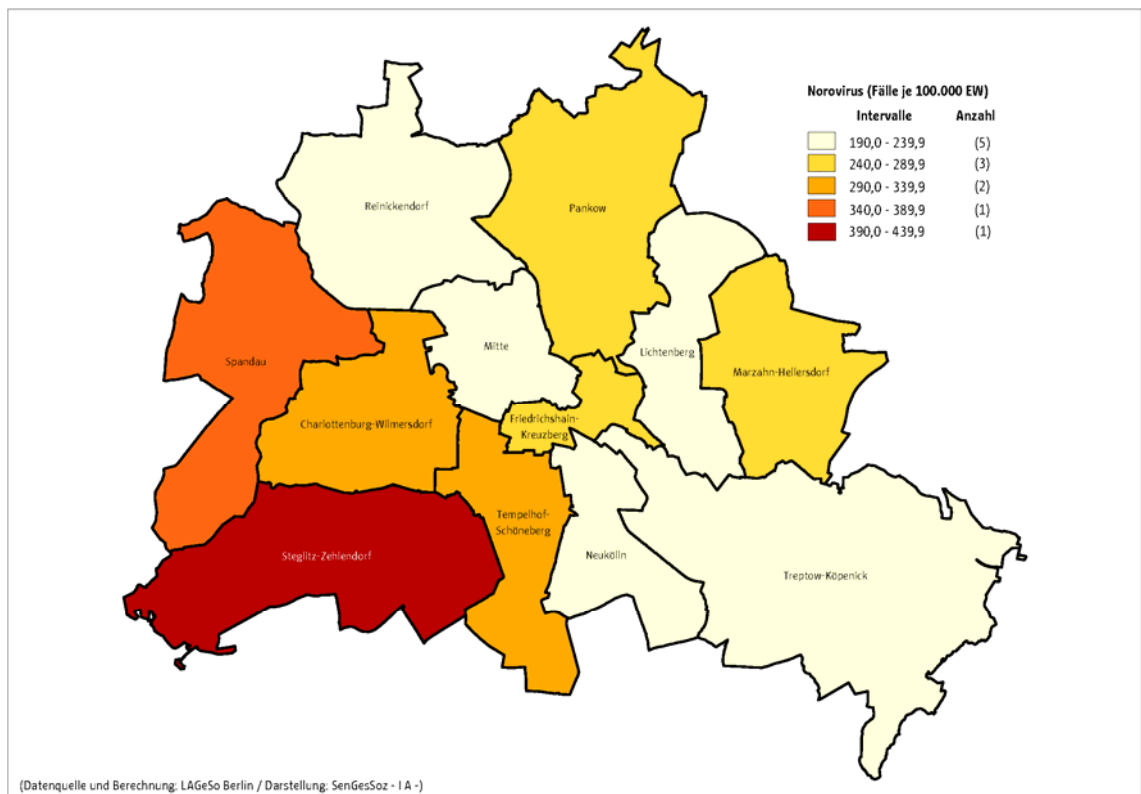 Norovirus (Fälle je 100.000 EW)
Intervalle Anzahl
190,0 - 239,9 (5)
240,0 - 289,9 (3)
290,0 - 339,9 (2)
340,0 - 389,9 (1)
390,0 - 439,9 (1)
Reinickendorf
Pankow
Mitte
Lichtenberg
Spandau
Marzahn-Hellersdorf
Charlottenburg-Wilmersdorf
Friedrichshain-
Kreuzberg
Tempelhof-
Schöneberg
Steglitz-Zehlendorf
Neukölln
Treptow-Köpenick
(Datenquelle und Berechnung: LAGeSo Berlin / Darstellung: SenGesSoz - I A -)